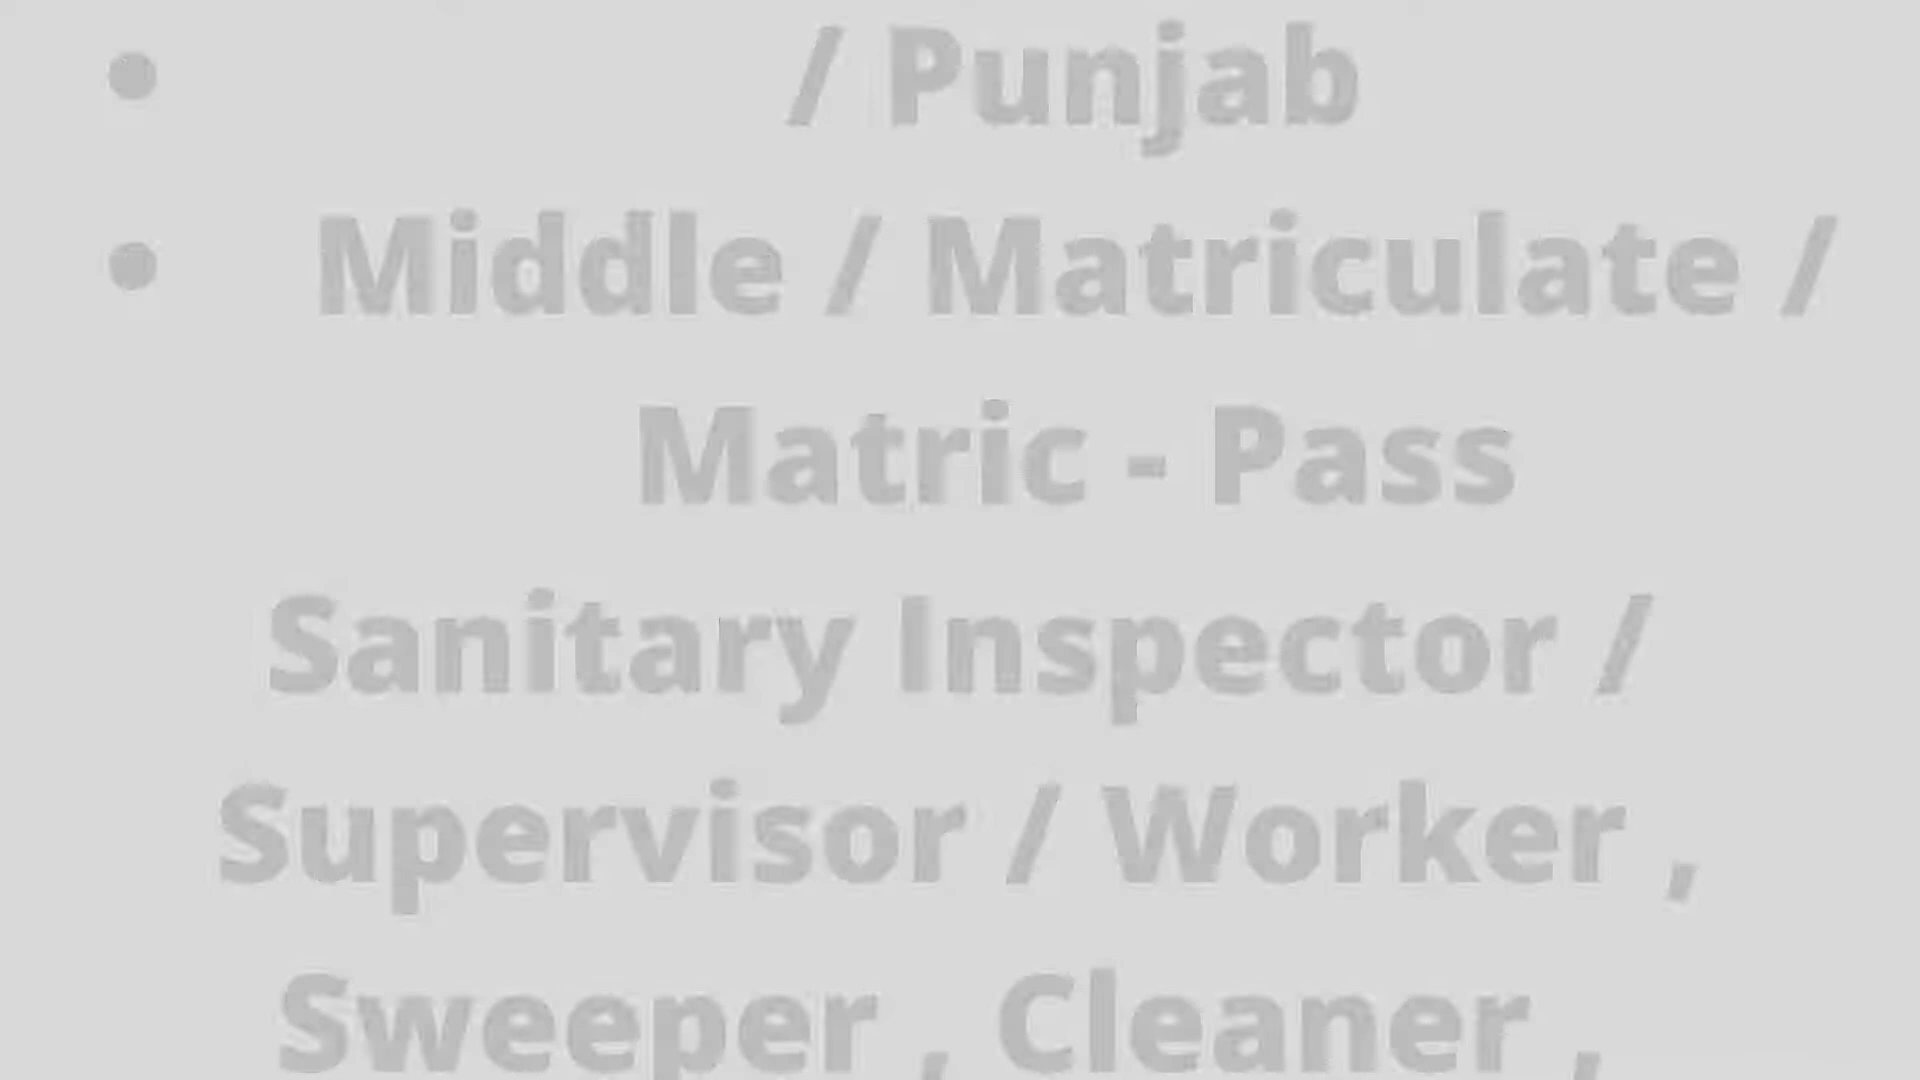 • / Punjab
• Middle / Matriculate /
Matric - Pass
Sanitary Inspector /
Supervisor / Worker ,
Sweeper , Cleaner ,